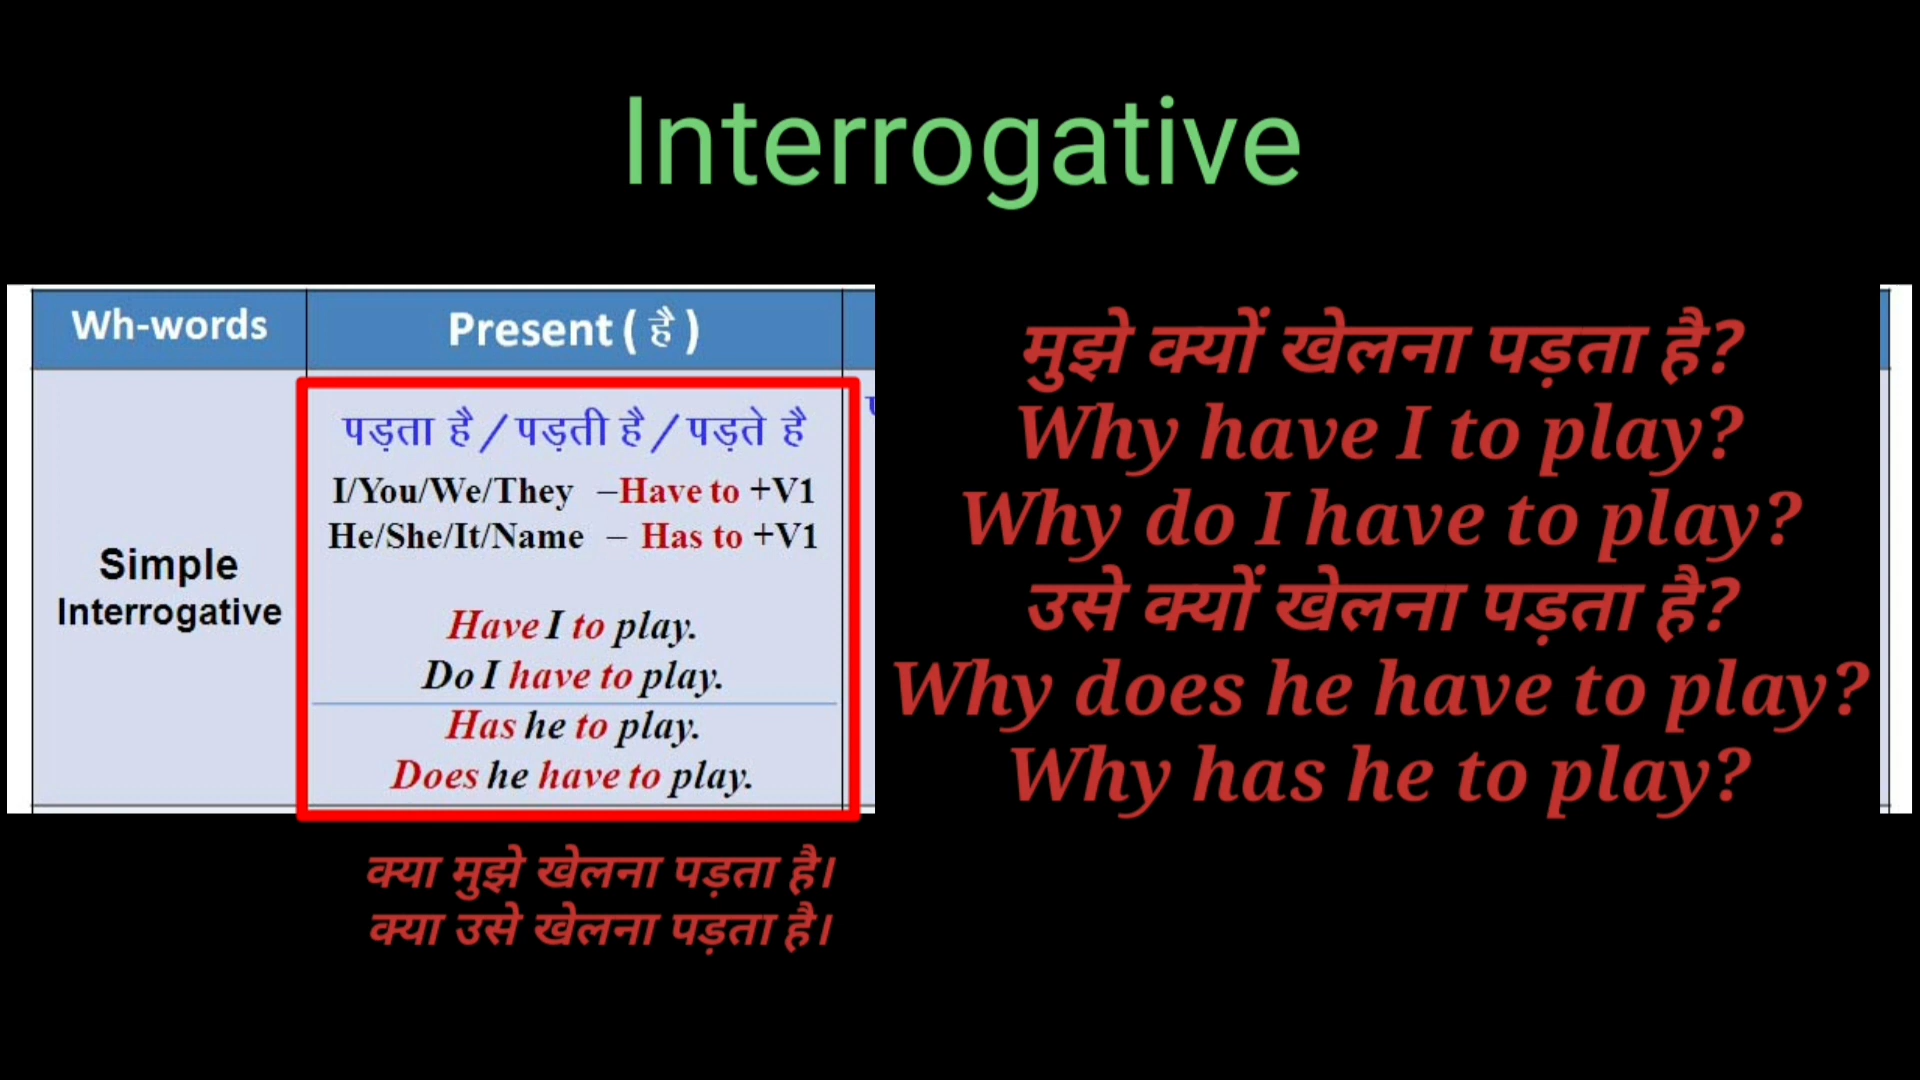 Interrogative
Wh-words
Present ( है )
Simple
Interrogative
पड़ता है / पड़ती है / पड़ते है
I/You/We/They –Have to +V1
He/She/It/Name – Has to +V1
Have I to play.
Do I have to play.
Has he to play.
Does he have to play.
क्या मुझे खेलना पड़ता है।
क्या उसे खेलना पड़ता है।
मुझे क्यों खेलना पड़ता है?
Why have I to play?
Why do I have to play?
उसे क्यों खेलना पड़ता है?
Why does he have to play?
Why has he to play?